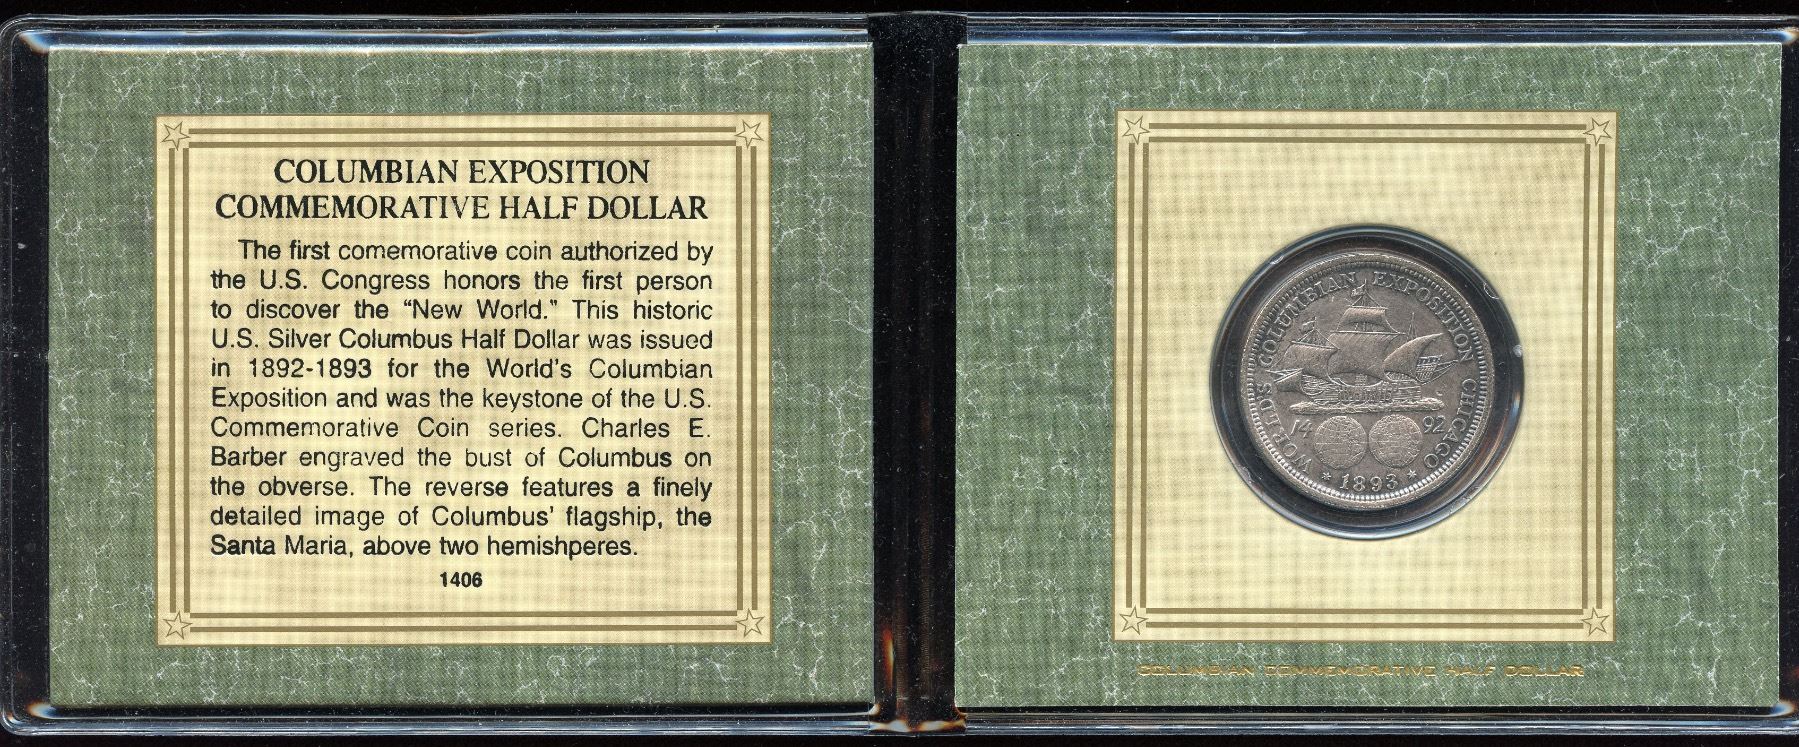 COLUMBIAN EXPOSITION
COMMEMORATIVE HALF DOLLAR
The first comemorative coin authorized by
the U.S. Congress honors the first person
to discover the “New World.” This historic
U.S. Silver Columbus Half Dollar was issued
in 1892-1893 for the World's Columbian
Exposition and was the keystone of the U.S.
Commemorative Coin series. Charles E.
Barber engraved the bust of Columbus on
the obverse. The reverse features a finely
detailed image of Columbus' flagship, the
Santa Maria, above two hemishperes.
1406
WORLD'S COLUMBIAN EXPOSITION CHICAGO
14 92
* 1893 *
COLUMBIAN COMMEMORATIVE HALF DOLLAR